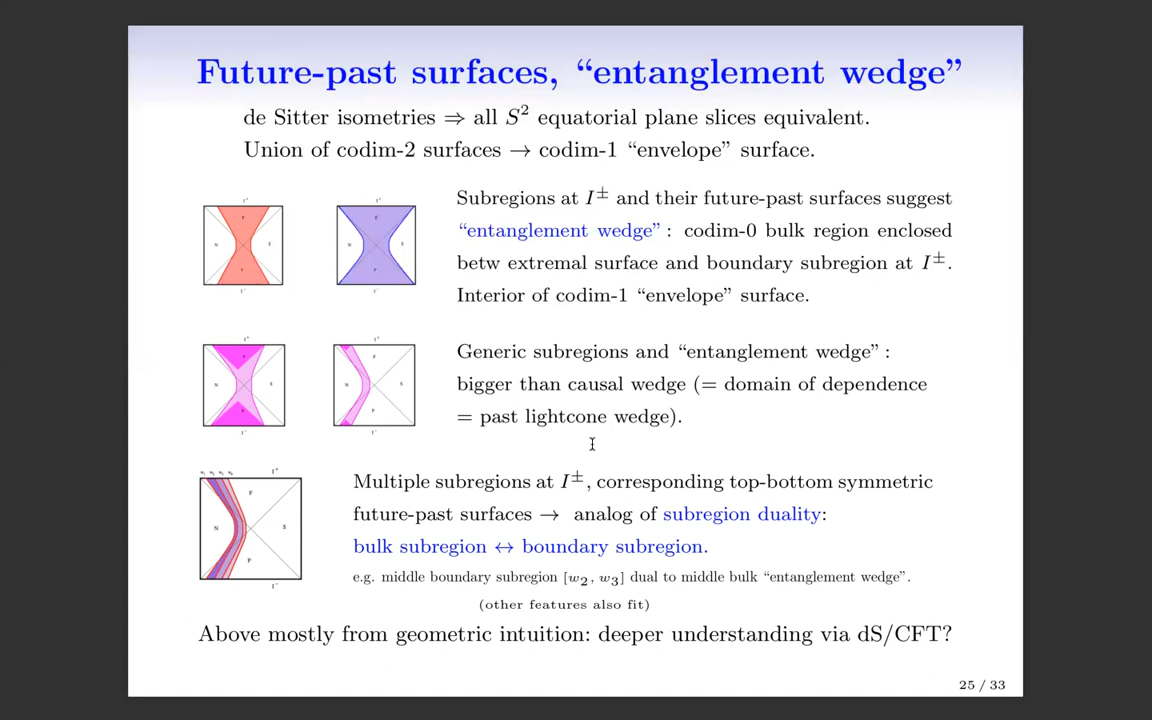 Future-past surfaces, “entanglement wedge”
de Sitter isometries ⇒ all S² equatorial plane slices equivalent.
Union of codim-2 surfaces → codim-1 “envelope” surface.
I⁺
I⁺
Subregions at I± and their future-past surfaces suggest
F
F
“entanglement wedge” : codim-0 bulk region enclosed
N
S
N
S
betw extremal surface and boundary subregion at I±.
P
I⁻
I⁻
Interior of codim-1 “envelope” surface.
I⁺
I⁺
Generic subregions and “entanglement wedge” :
F
F
bigger than causal wedge (= domain of dependence
N
S
N
S
= past lightcone wedge).
P
P
I⁻
I⁻
I⁺
Multiple subregions at I±, corresponding top-bottom symmetric
F
future-past surfaces → analog of subregion duality:
N
S
bulk subregion ↔ boundary subregion.
P
e.g. middle boundary subregion [w₂, w₃] dual to middle bulk “entanglement wedge”.
I⁻
(other features also fit)
Above mostly from geometric intuition: deeper understanding via dS/CFT?
25 / 33